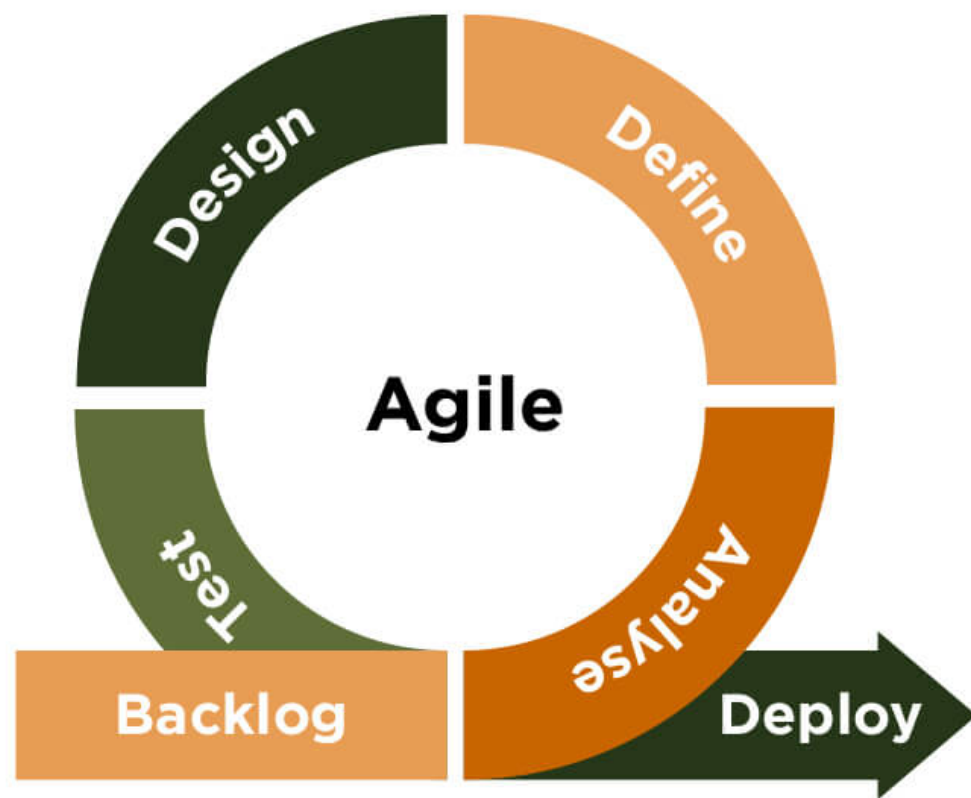 Design
Define
Agile
Test
Analyse
Backlog
Deploy